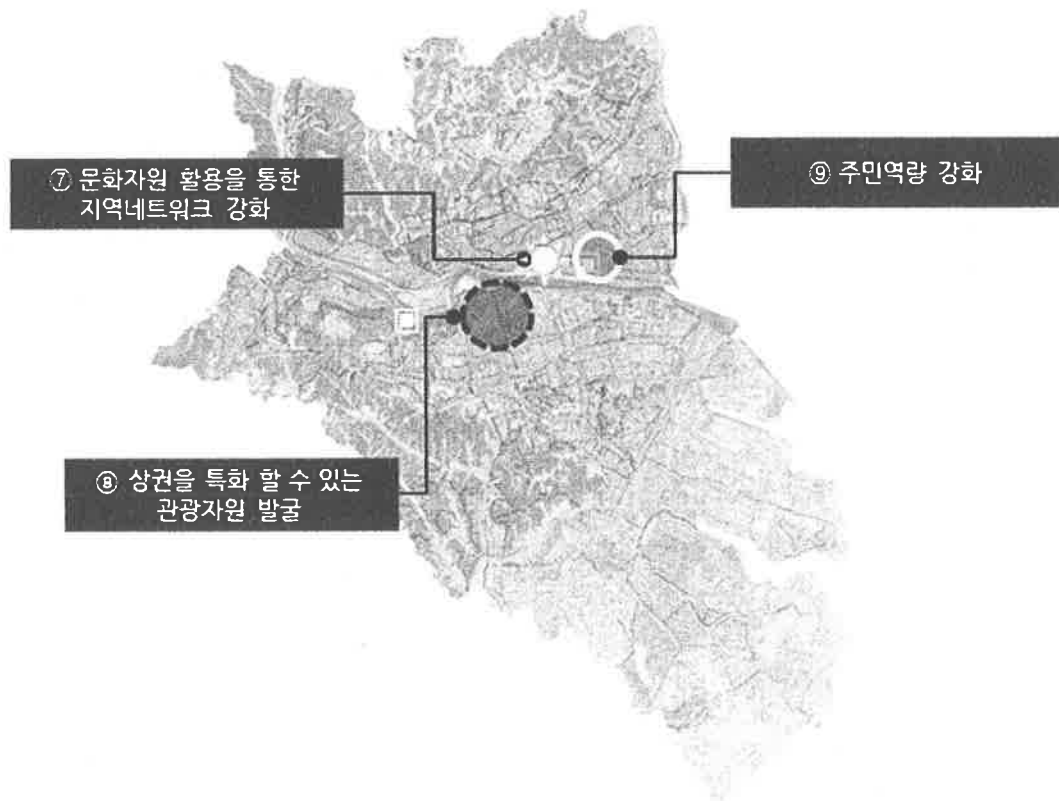 ⑦ 문화자원 활용을 통한
지역네트워크 강화
⑨ 주민역량 강화
⑧ 상권을 특화 할 수 있는
관광자원 발굴